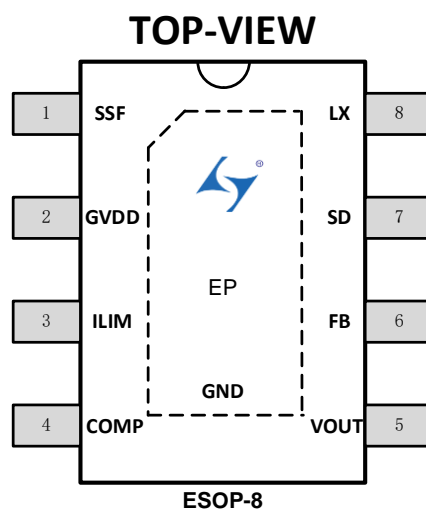 TOP-VIEW
1 SSF LX 8
®
2 GVDD SD 7
EP
3 ILIM FB 6
GND
4 COMP VOUT 5
ESOP-8